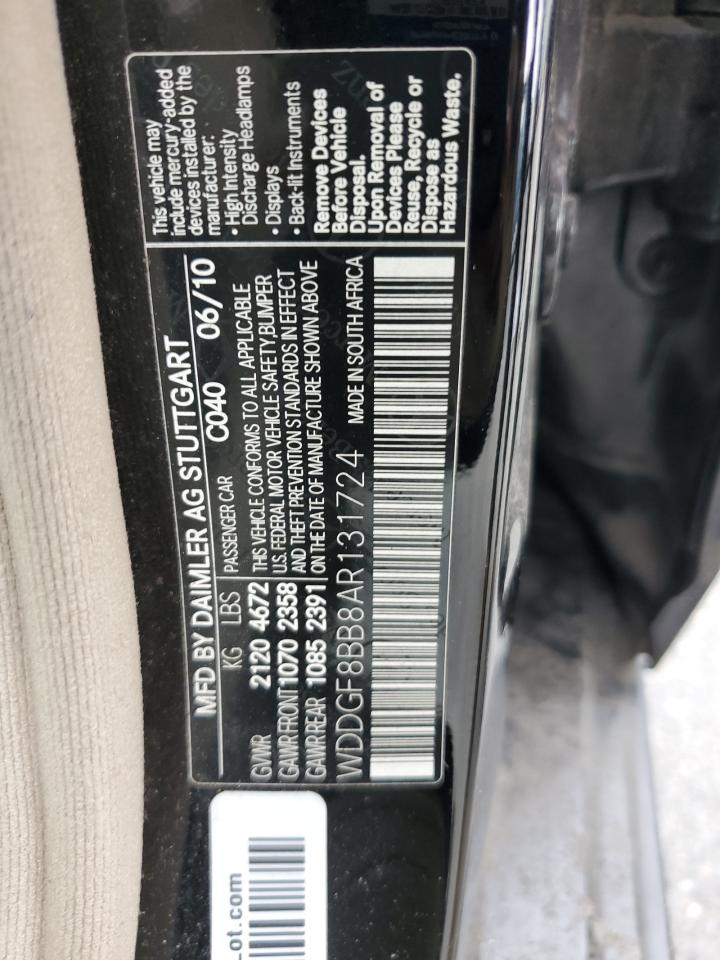 MFD BY DAIMLER AG STUTTGART
KG LBS PASSENGER CAR C040 06/10
GVWR 2120 4672
GAWR FRONT 1070 2358
GAWR REAR 1085 2391
THIS VEHICLE CONFORMS TO ALL APPLICABLE
U.S. FEDERAL MOTOR VEHICLE SAFETY, BUMPER
AND THEFT PREVENTION STANDARDS IN EFFECT
ON THE DATE OF MANUFACTURE SHOWN ABOVE
WDDGF8BB8AR131724 MADE IN SOUTH AFRICA
This vehicle may
include mercury-added
devices installed by the
manufacturer:
• High Intensity
Discharge Headlamps
• Displays
• Back-lit Instruments
Remove Devices
Before Vehicle
Disposal.
Upon Removal of
Devices Please
Reuse, Recycle or
Dispose as
Hazardous Waste.
Lot.com